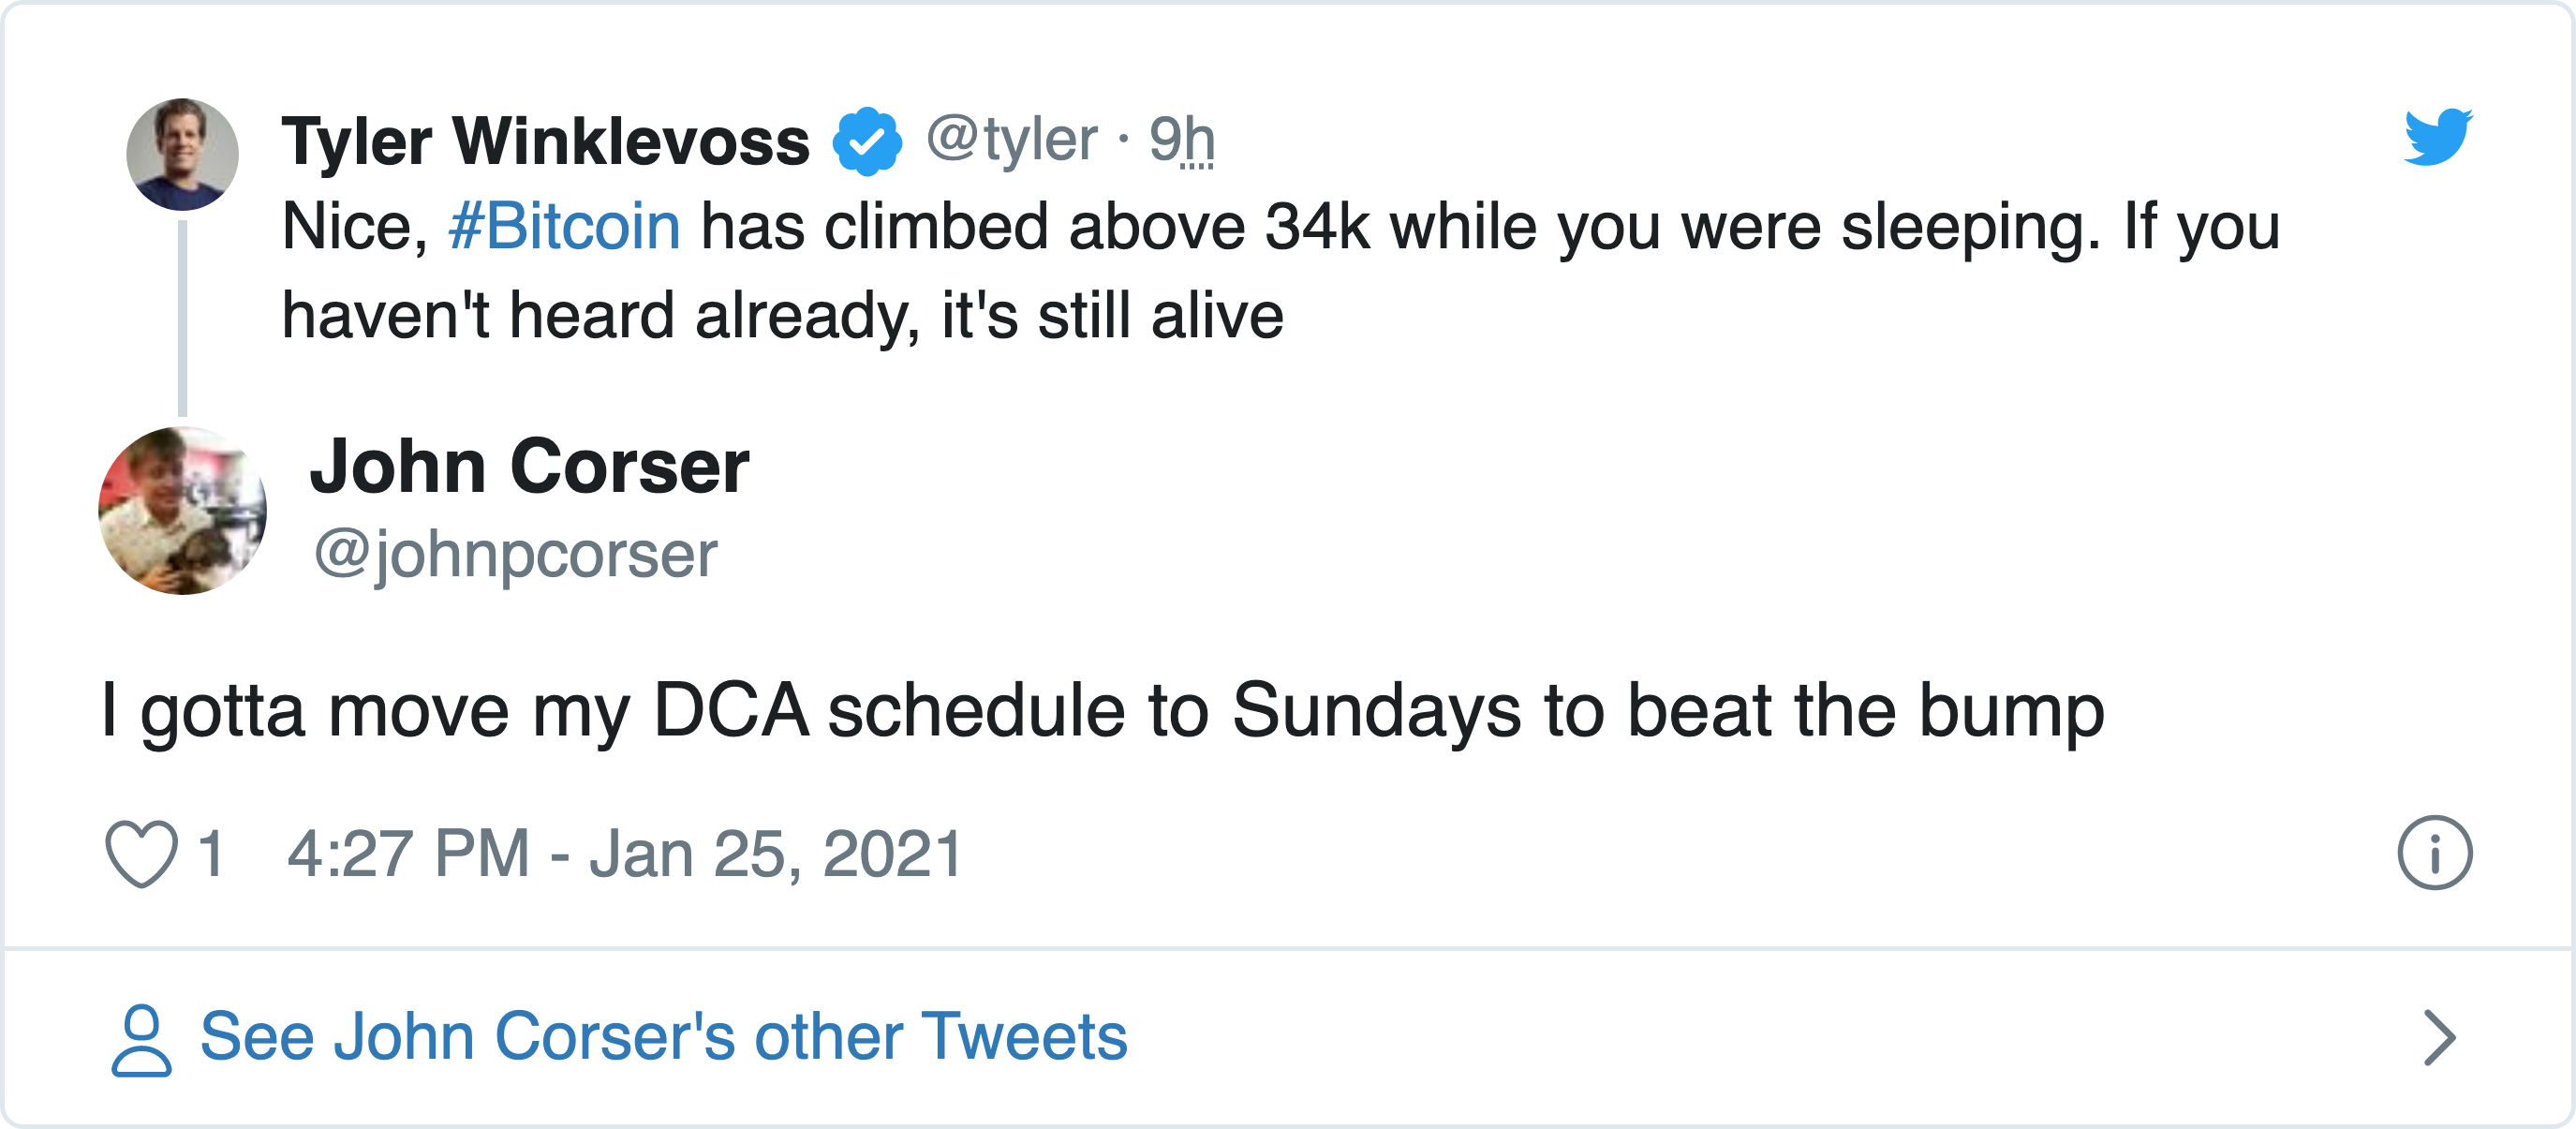 Tyler Winklevoss @tyler · 9h
Nice, #Bitcoin has climbed above 34k while you were sleeping. If you
haven't heard already, it's still alive
John Corser
@johnpcorser
I gotta move my DCA schedule to Sundays to beat the bump
1 4:27 PM - Jan 25, 2021
See John Corser's other Tweets